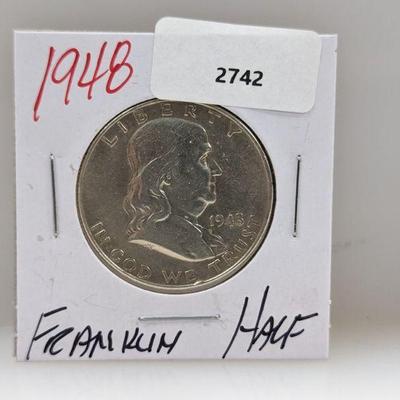 1948
2742
LIBERTY
1948
IN GOD WE TRUST
FRANKLIN HALF